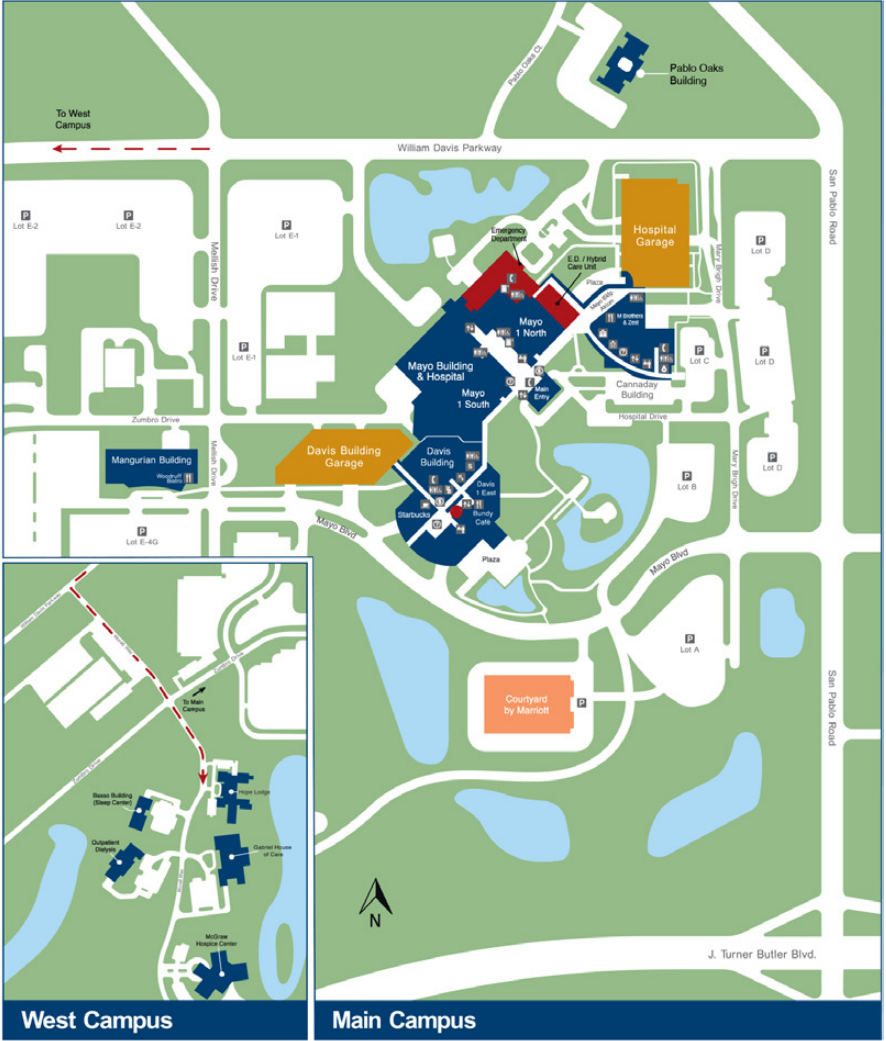 Pablo Oaks Ct.
Pablo Oaks
Building
To West
Campus
William Davis Parkway
San Pablo Road
P
Lot E-2
P
Lot E-2
P
Lot E-1
Mellish Drive
Emergency
Department
E.D. / Hybrid
Care Unit
Hospital
Garage
P
Lot D
Mary Brigh Drive
Plaza
Mayo
1 North
M Brothers
& Zest
P
Lot E-1
P
Lot C
P
Lot D
Mayo Building
& Hospital
Mayo
1 South
Main
Entry
Cannaday
Building
Zumbro Drive
Hospital Drive
Mangurian Building
Woodruff
Bistro
Mellish Drive
Davis Building
Garage
Davis
Building
Davis
1 East
P
Lot D
P
Lot B
Mary Brigh Drive
Starbucks
Bundy
Café
P
Lot E-4G
Mayo Blvd
Plaza
Mayo Blvd
P
Lot A
San Pablo Road
Courtyard
by Marriott
P
N
J. Turner Butler Blvd.
Main Campus
Zumbro Drive
To Main
Campus
Zumbro Drive
Basso Building
(Sleep Center)
Hope Lodge
Outpatient
Dialysis
Gabriel House
of Care
McGraw
Hospice Center
West Campus